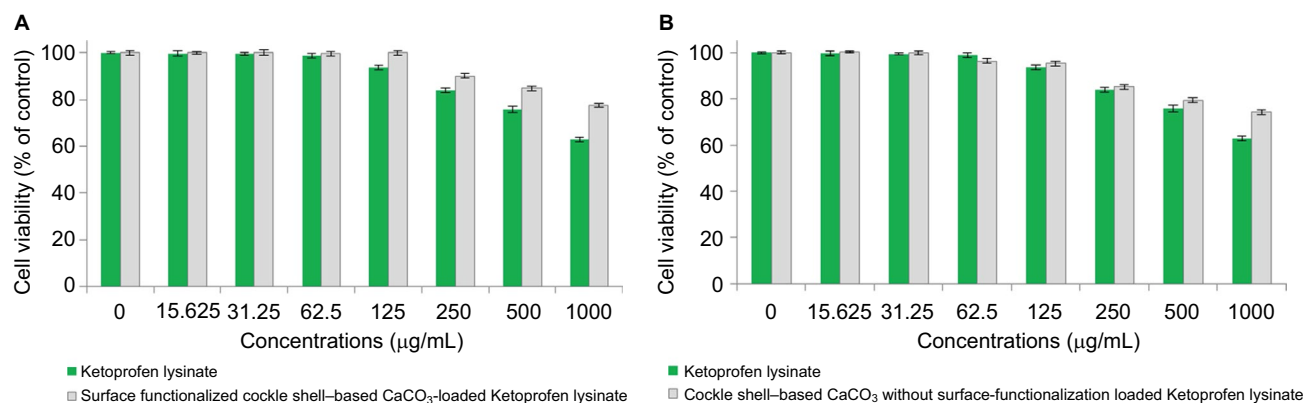 A
Cell viability (% of control)
100
80
60
40
20
0
0 15.625 31.25 62.5 125 250 500 1000
Concentrations (μg/mL)
Ketoprofen lysinate
Surface functionalized cockle shell–based CaCO₃-loaded Ketoprofen lysinate
B
Cell viability (% of control)
100
80
60
40
20
0
0 15.625 31.25 62.5 125 250 500 1000
Concentrations (μg/mL)
Ketoprofen lysinate
Cockle shell–based CaCO₃ without surface-functionalization loaded Ketoprofen lysinate